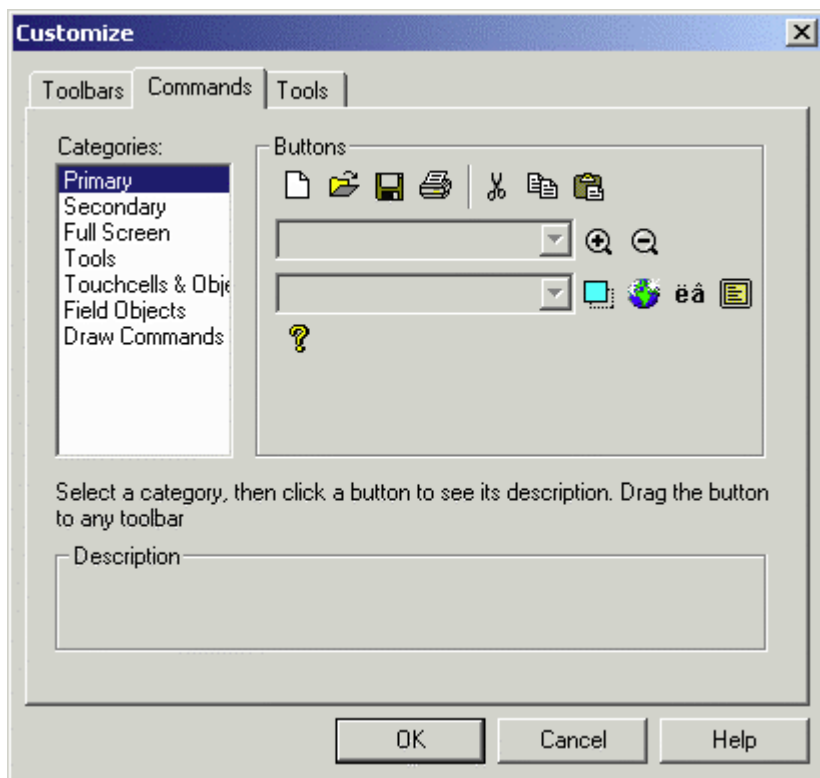 Customize
Toolbars Commands Tools
Categories:
Primary
Secondary
Full Screen
Tools
Touchcells & Obje
Field Objects
Draw Commands
Buttons
ëâ
Select a category, then click a button to see its description. Drag the button
to any toolbar
Description
OK Cancel Help